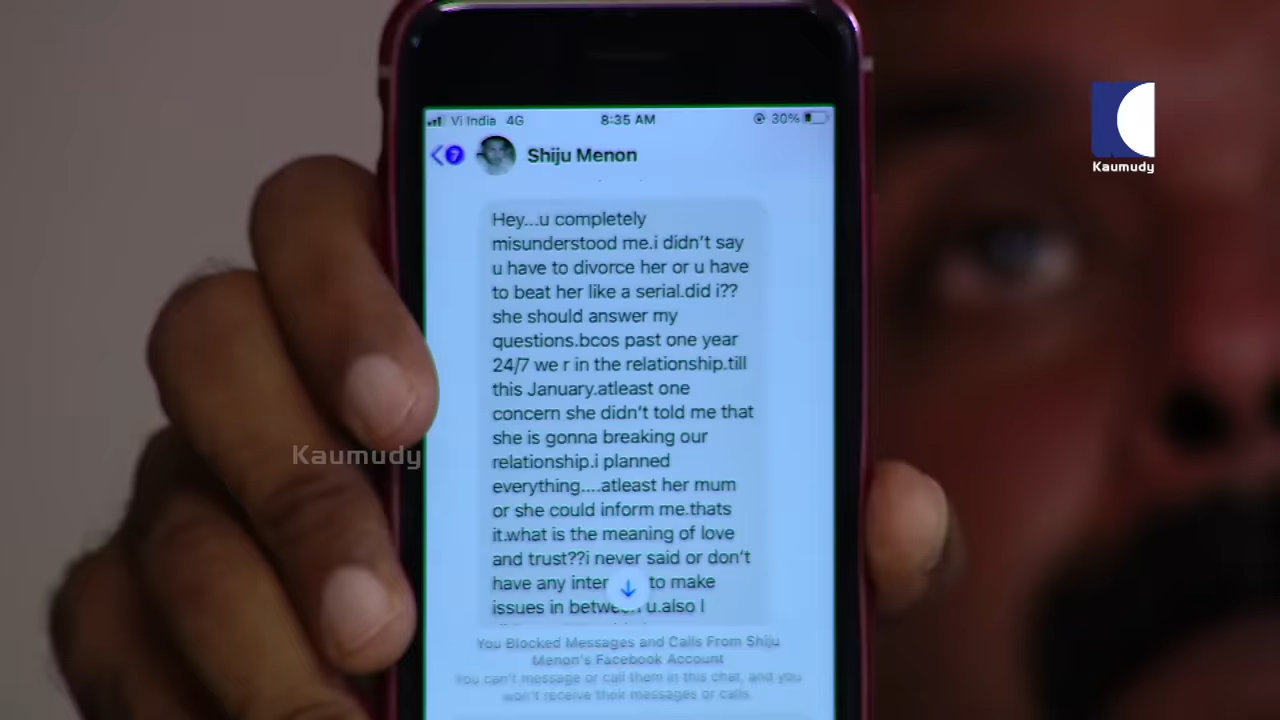 Vi India 4G 8:35 AM 30%
7 Shiju Menon
Kaumudy
Hey...u completely
misunderstood me.i didn't say
u have to divorce her or u have
to beat her like a serial.did i??
she should answer my
questions.bcos past one year
24/7 we r in the relationship.till
this January.atleast one
concern she didn't told me that
she is gonna breaking our
relationship.i planned
everything....atleast her mum
or she could inform me.thats
it.what is the meaning of love
and trust??i never said or don't
have any inter to make
issues in between u.also I
Kaumudy
You Blocked Messages and Calls From Shiju
Menon's Facebook Account
You can't message or call them in this chat, and you
won't receive their messages or calls.